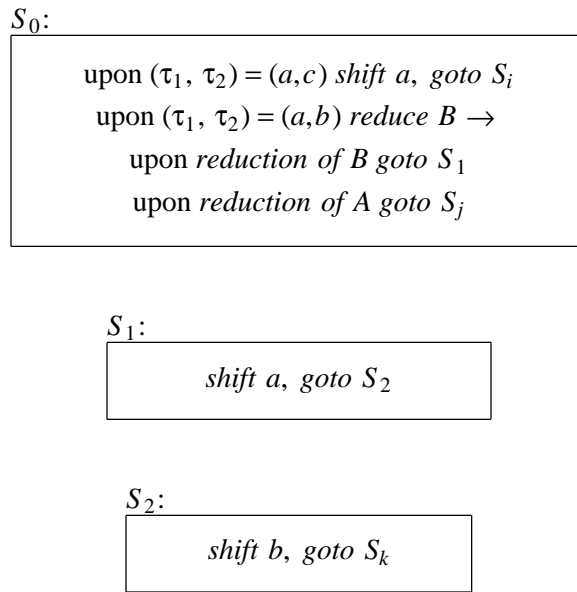 S₀:
upon (τ₁, τ₂) = (a,c) shift a, goto Sᵢ
upon (τ₁, τ₂) = (a,b) reduce B →
upon reduction of B goto S₁
upon reduction of A goto Sⱼ
S₁:
shift a, goto S₂
S₂:
shift b, goto Sₖ